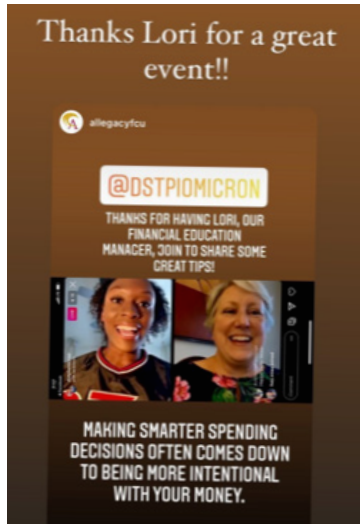 Thanks Lori for a great
event!!
allegacyfcu
@DSTPIOMICRON
THANKS FOR HAVING LORI, OUR
FINANCIAL EDUCATION
MANAGER, JOIN TO SHARE SOME
GREAT TIPS!
MAKING SMARTER SPENDING
DECISIONS OFTEN COMES DOWN
TO BEING MORE INTENTIONAL
WITH YOUR MONEY.